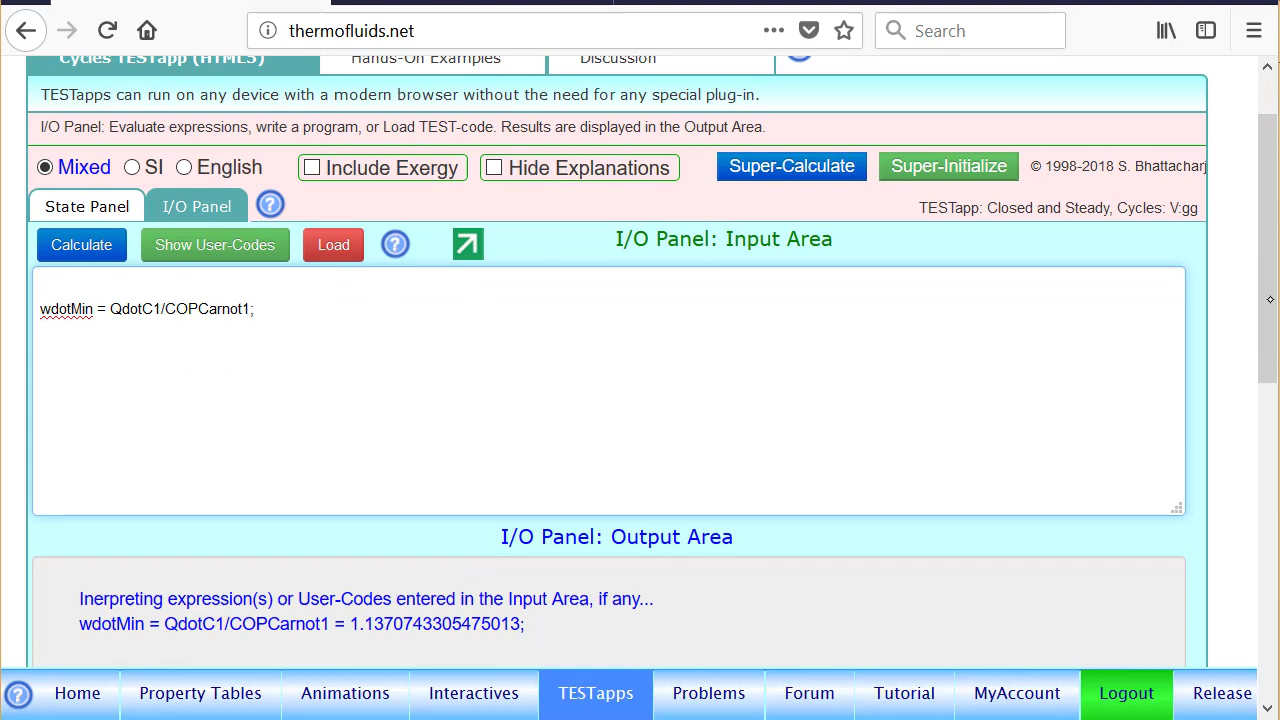 thermofluids.net
Search
Cycles TESTapp (HTML5)
Hands-On Examples
Discussion
TESTapps can run on any device with a modern browser without the need for any special plug-in.
I/O Panel: Evaluate expressions, write a program, or Load TEST-code. Results are displayed in the Output Area.
Mixed SI English Include Exergy Hide Explanations Super-Calculate Super-Initialize © 1998-2018 S. Bhattacharj
State Panel I/O Panel ? TESTapp: Closed and Steady, Cycles: V:gg
Calculate Show User-Codes Load ? I/O Panel: Input Area
wdotMin = QdotC1/COPCarnot1;
I/O Panel: Output Area
Inerpreting expression(s) or User-Codes entered in the Input Area, if any...
wdotMin = QdotC1/COPCarnot1 = 1.1370743305475013;
? Home Property Tables Animations Interactives TESTapps Problems Forum Tutorial MyAccount Logout Release